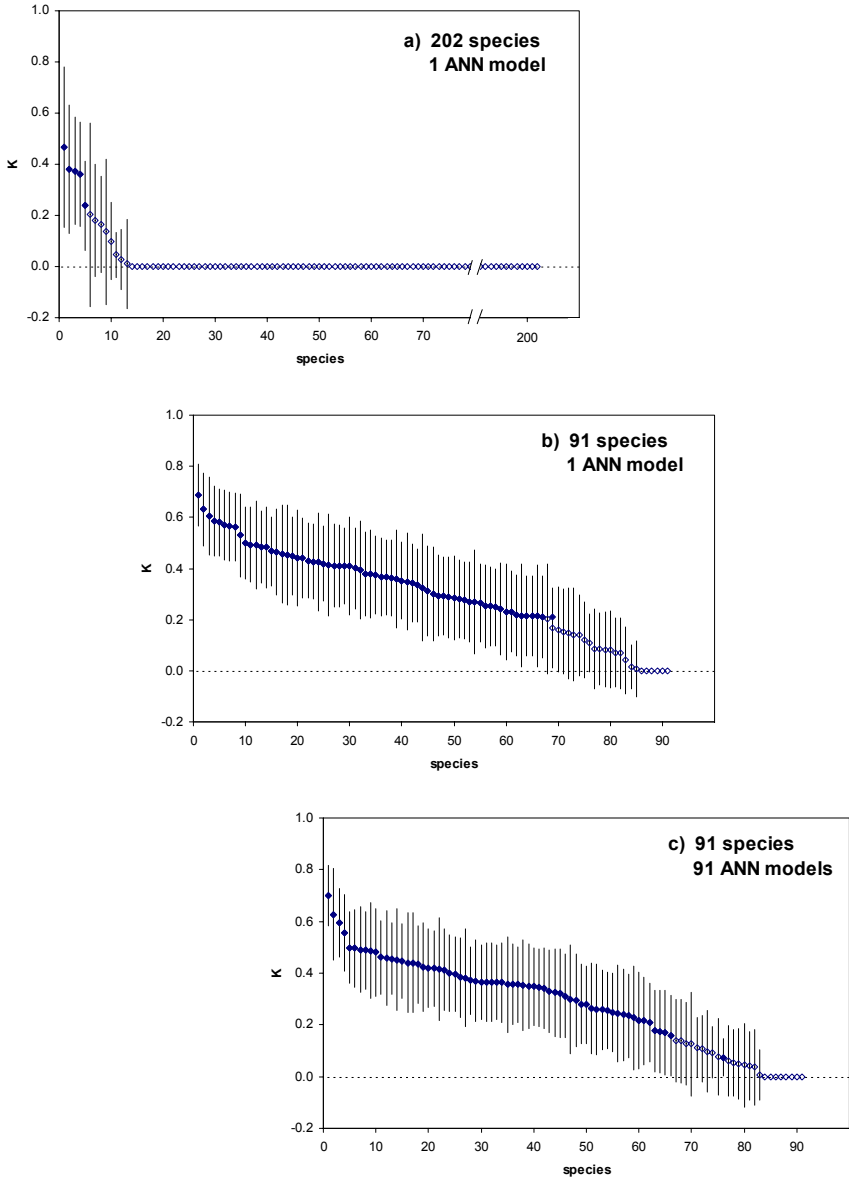 a) 202 species
1 ANN model
1.0
0.8
0.6
0.4
0.2
0.0
-0.2
K
0 10 20 30 40 50 60 70 200
species
b) 91 species
1 ANN model
1.0
0.8
0.6
0.4
0.2
0.0
-0.2
K
0 10 20 30 40 50 60 70 80 90
species
c) 91 species
91 ANN models
1.0
0.8
0.6
0.4
0.2
0.0
-0.2
K
0 10 20 30 40 50 60 70 80 90
species